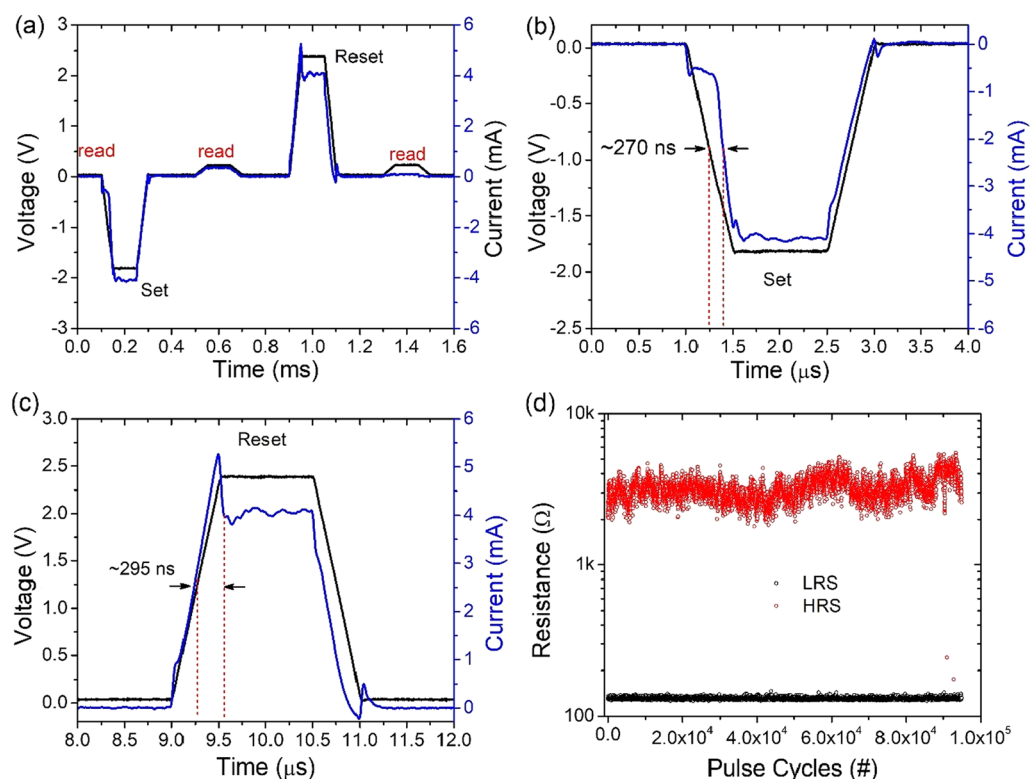 (a)
3
2
1
0
-1
-2
-3
Voltage (V)
read
read
Reset
read
Set
6
4
2
0
-2
-4
-6
Current (mA)
0.0 0.2 0.4 0.6 0.8 1.0 1.2 1.4 1.6
Time (ms)
(b)
0.0
-0.5
-1.0
-1.5
-2.0
-2.5
Voltage (V)
~270 ns
Set
0
-1
-2
-3
-4
-5
-6
Current (mA)
0.0 0.5 1.0 1.5 2.0 2.5 3.0 3.5 4.0
Time (μs)
(c)
3.0
2.5
2.0
1.5
1.0
0.5
0.0
Voltage (V)
Reset
~295 ns
6
5
4
3
2
1
0
Current (mA)
8.0 8.5 9.0 9.5 10.0 10.5 11.0 11.5 12.0
Time (μs)
(d)
10k
1k
100
Resistance (Ω)
LRS
HRS
0.0 2.0x10⁴ 4.0x10⁴ 6.0x10⁴ 8.0x10⁴ 1.0x10⁵
Pulse Cycles (#)